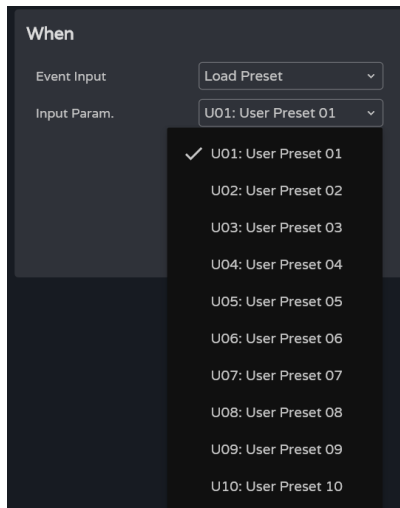 When
Event Input Load Preset
Input Param. U01: User Preset 01
U01: User Preset 01
U02: User Preset 02
U03: User Preset 03
U04: User Preset 04
U05: User Preset 05
U06: User Preset 06
U07: User Preset 07
U08: User Preset 08
U09: User Preset 09
U10: User Preset 10